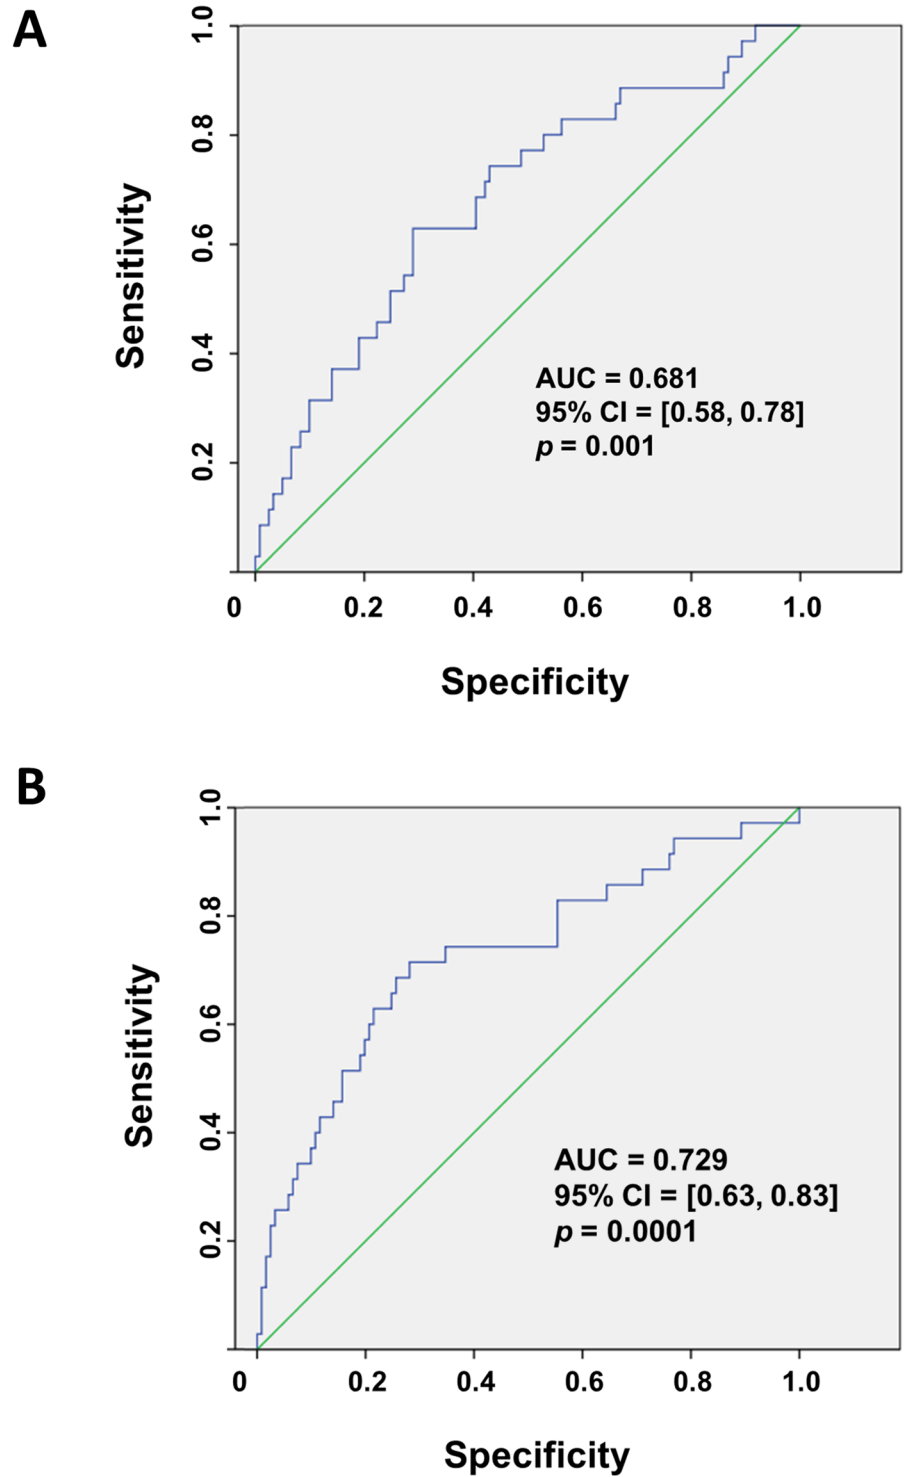 A
1.0
0.8
0.6
0.4
0.2
Sensitivity
AUC = 0.681
95% CI = [0.58, 0.78]
p = 0.001
0 0.2 0.4 0.6 0.8 1.0
Specificity
B
1.0
0.8
0.6
0.4
0.2
Sensitivity
AUC = 0.729
95% CI = [0.63, 0.83]
p = 0.0001
0 0.2 0.4 0.6 0.8 1.0
Specificity